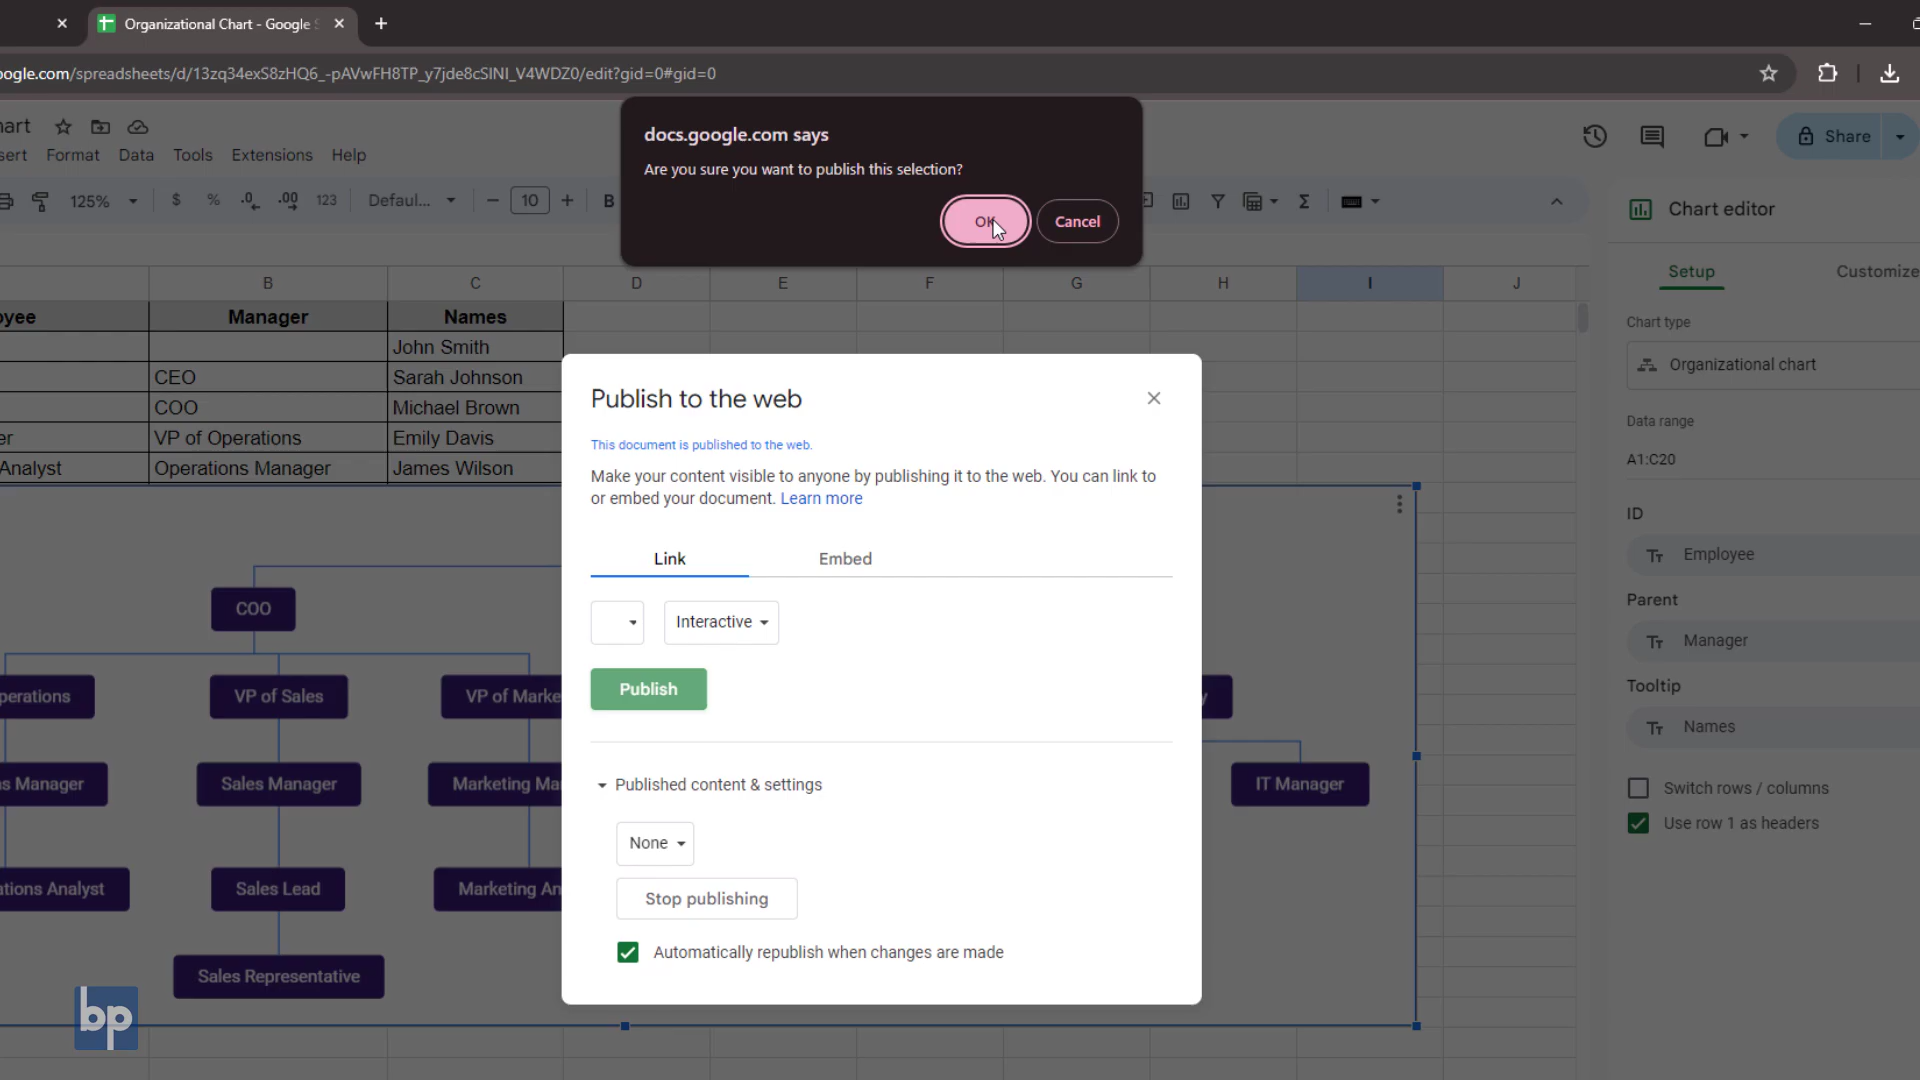 Organizational Chart - Google S
ogle.com/spreadsheets/d/13zq34exS8zHQ6_-pAVwFH8TP_y7jde8cSINI_V4WDZ0/edit?gid=0#gid=0
docs.google.com says
Are you sure you want to publish this selection?
OK
Cancel
hart
Share
sert Format Data Tools Extensions Help
125% $ % .0 .00 123 Defaul... 10 B
Chart editor
Setup Customize
B C D E F G H I J
oyee Manager Names
John Smith
CEO Sarah Johnson
COO Michael Brown
er VP of Operations Emily Davis
Analyst Operations Manager James Wilson
Publish to the web
This document is published to the web.
Make your content visible to anyone by publishing it to the web. You can link to
or embed your document. Learn more
Link Embed
Interactive
Publish
Published content & settings
None
Stop publishing
Automatically republish when changes are made
COO
perations VP of Sales VP of Marke y
s Manager Sales Manager Marketing Ma IT Manager
ations Analyst Sales Lead Marketing An
Sales Representative
Chart type
Organizational chart
Data range
A1:C20
ID
Employee
Parent
Manager
Tooltip
Names
Switch rows / columns
Use row 1 as headers
bp